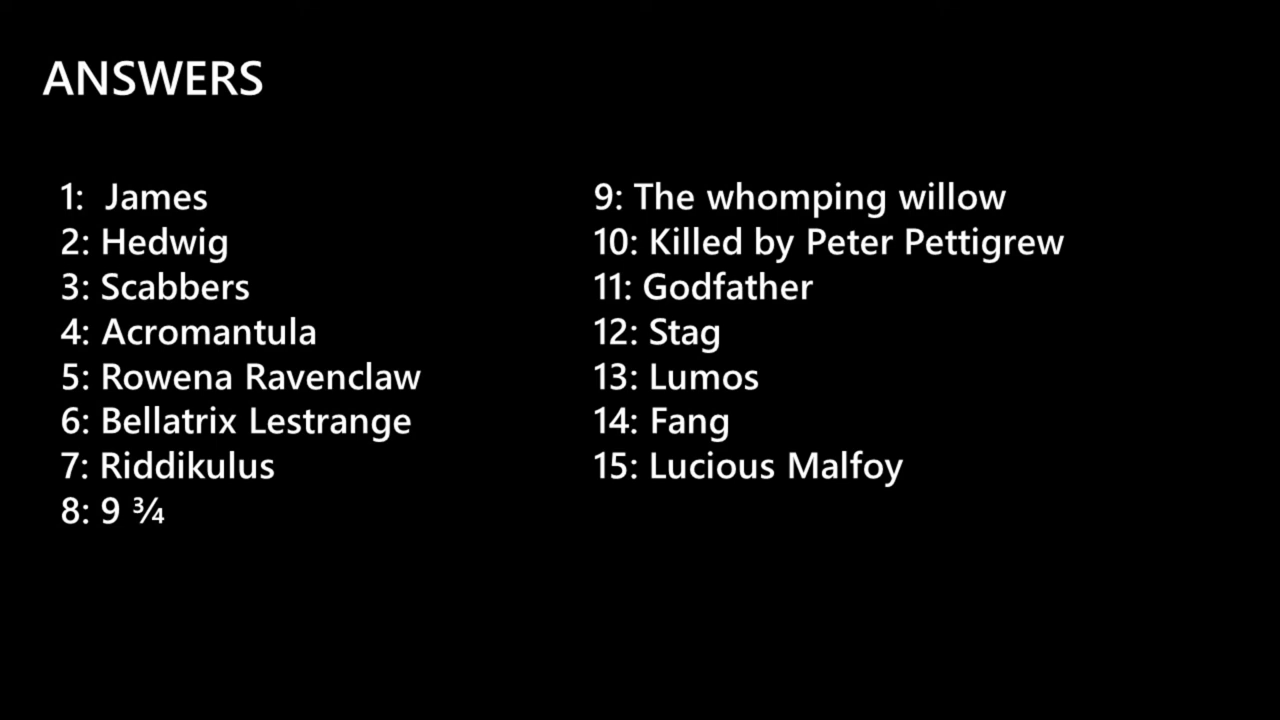 ANSWERS
1:  James
2: Hedwig
3: Scabbers
4: Acromantula
5: Rowena Ravenclaw
6: Bellatrix Lestrange
7: Riddikulus
8: 9 ¾
9: The whomping willow
10: Killed by Peter Pettigrew
11: Godfather
12: Stag
13: Lumos
14: Fang
15: Lucious Malfoy